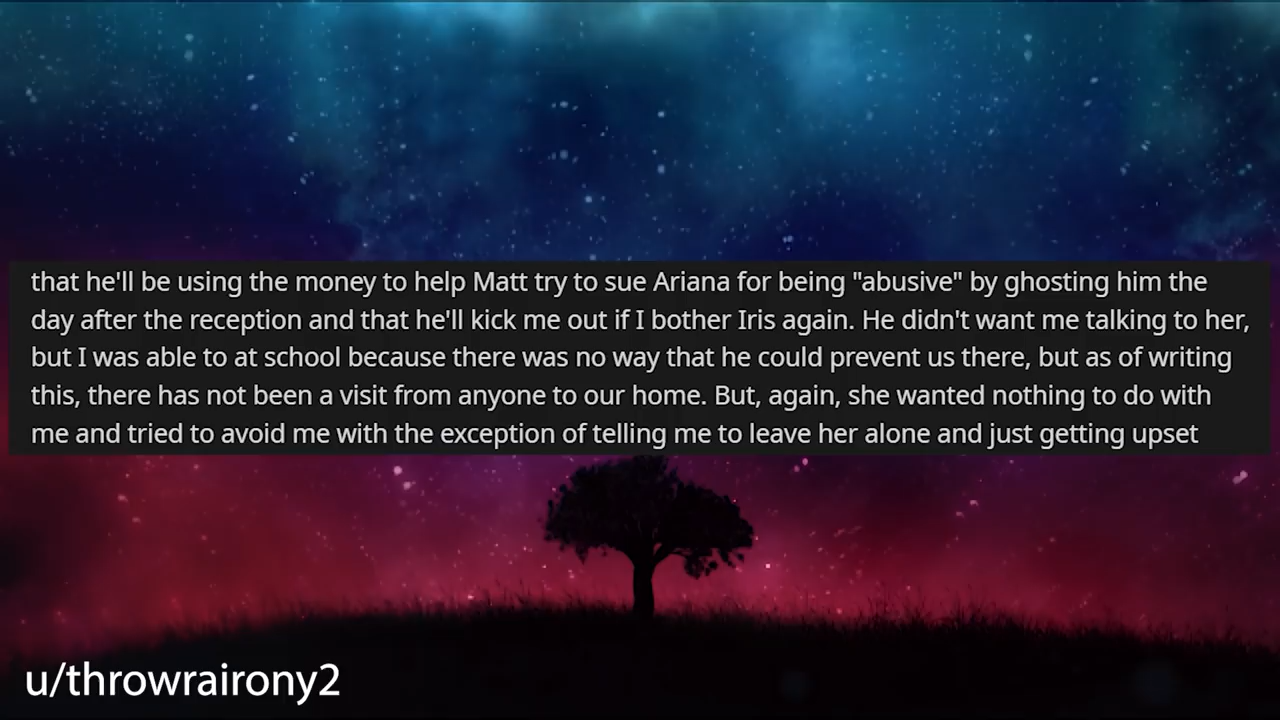 that he'll be using the money to help Matt try to sue Ariana for being "abusive" by ghosting him the
day after the reception and that he'll kick me out if I bother Iris again. He didn't want me talking to her,
but I was able to at school because there was no way that he could prevent us there, but as of writing
this, there has not been a visit from anyone to our home. But, again, she wanted nothing to do with
me and tried to avoid me with the exception of telling me to leave her alone and just getting upset
u/throwrairony2